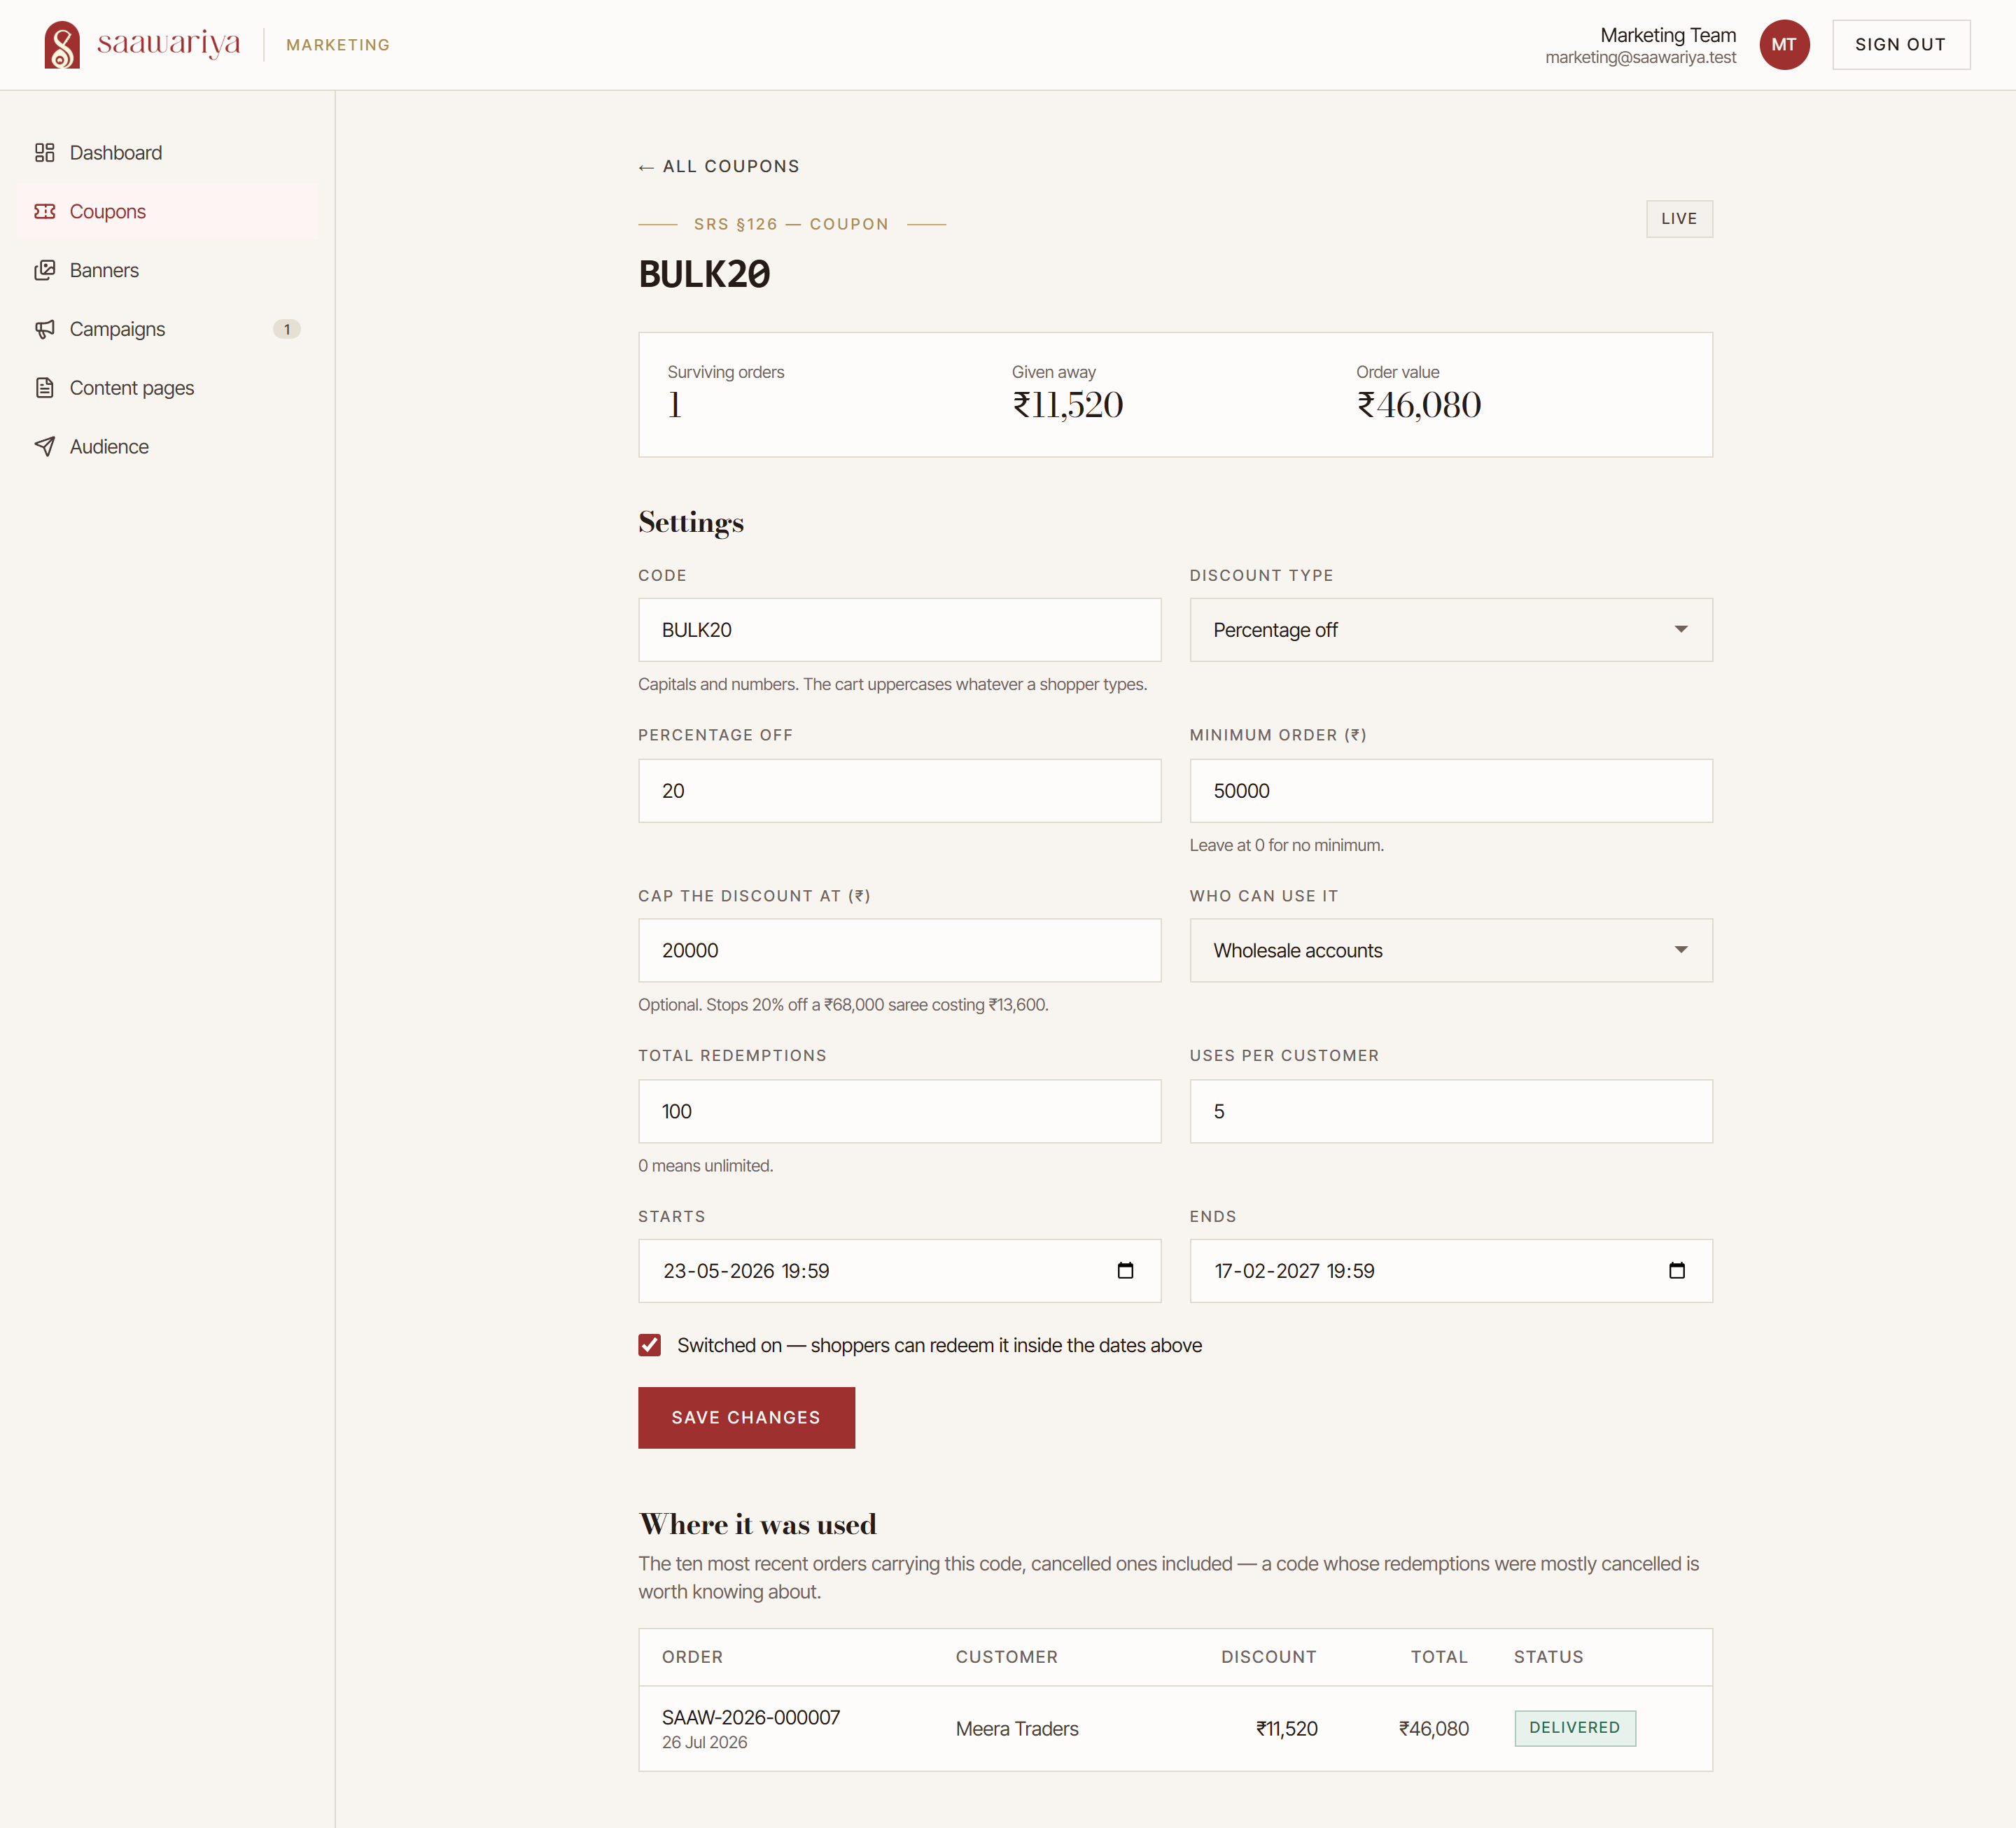 saawariya
MARKETING
Marketing Team
marketing@saawariya.test
MT
SIGN OUT
Dashboard
Coupons
Banners
Campaigns 1
Content pages
Audience
← ALL COUPONS
SRS §126 — COUPON
LIVE
BULK20
Surviving orders
1
Given away
₹11,520
Order value
₹46,080
Settings
CODE
BULK20
Capitals and numbers. The cart uppercases whatever a shopper types.
DISCOUNT TYPE
Percentage off
PERCENTAGE OFF
20
MINIMUM ORDER (₹)
50000
Leave at 0 for no minimum.
CAP THE DISCOUNT AT (₹)
20000
Optional. Stops 20% off a ₹68,000 saree costing ₹13,600.
WHO CAN USE IT
Wholesale accounts
TOTAL REDEMPTIONS
100
0 means unlimited.
USES PER CUSTOMER
5
STARTS
23-05-2026 19:59
ENDS
17-02-2027 19:59
Switched on — shoppers can redeem it inside the dates above
SAVE CHANGES
Where it was used
The ten most recent orders carrying this code, cancelled ones included — a code whose redemptions were mostly cancelled is
worth knowing about.
ORDER CUSTOMER DISCOUNT TOTAL STATUS
SAAW-2026-000007
26 Jul 2026
Meera Traders ₹11,520 ₹46,080 DELIVERED